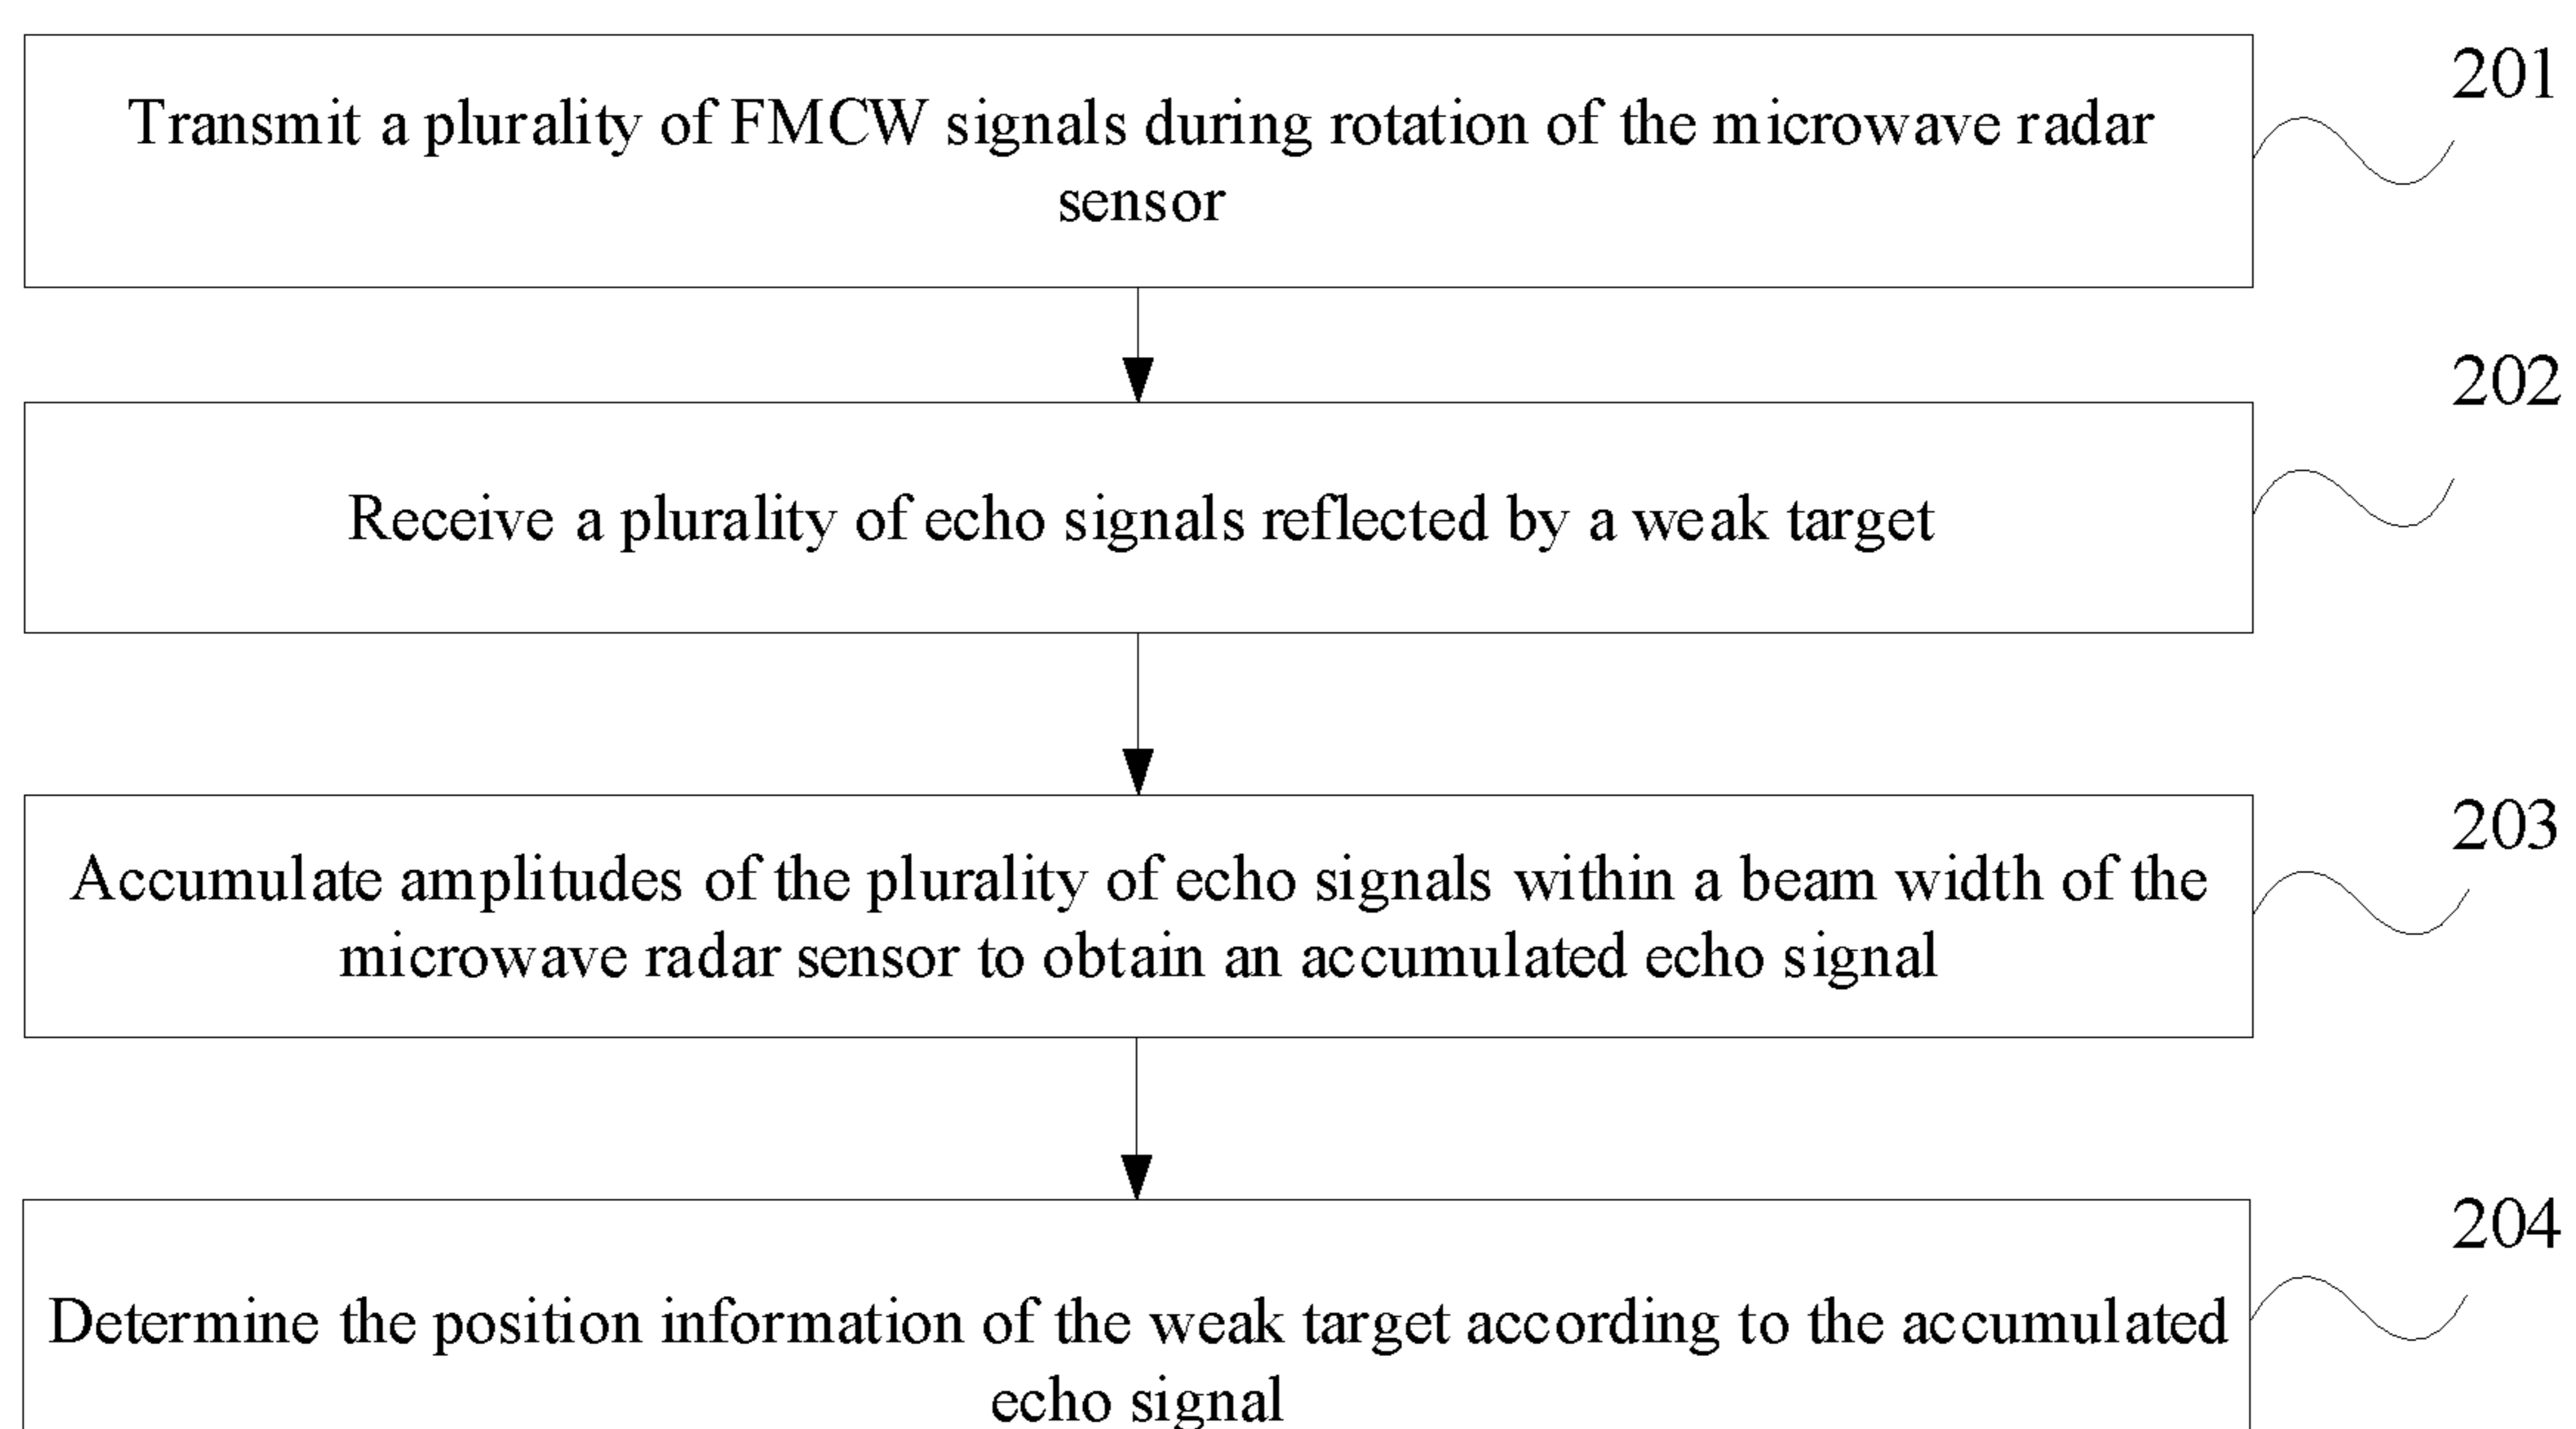 201
Transmit a plurality of FMCW signals during rotation of the microwave radar
sensor
202
Receive a plurality of echo signals reflected by a weak target
203
Accumulate amplitudes of the plurality of echo signals within a beam width of the
microwave radar sensor to obtain an accumulated echo signal
204
Determine the position information of the weak target according to the accumulated
echo signal